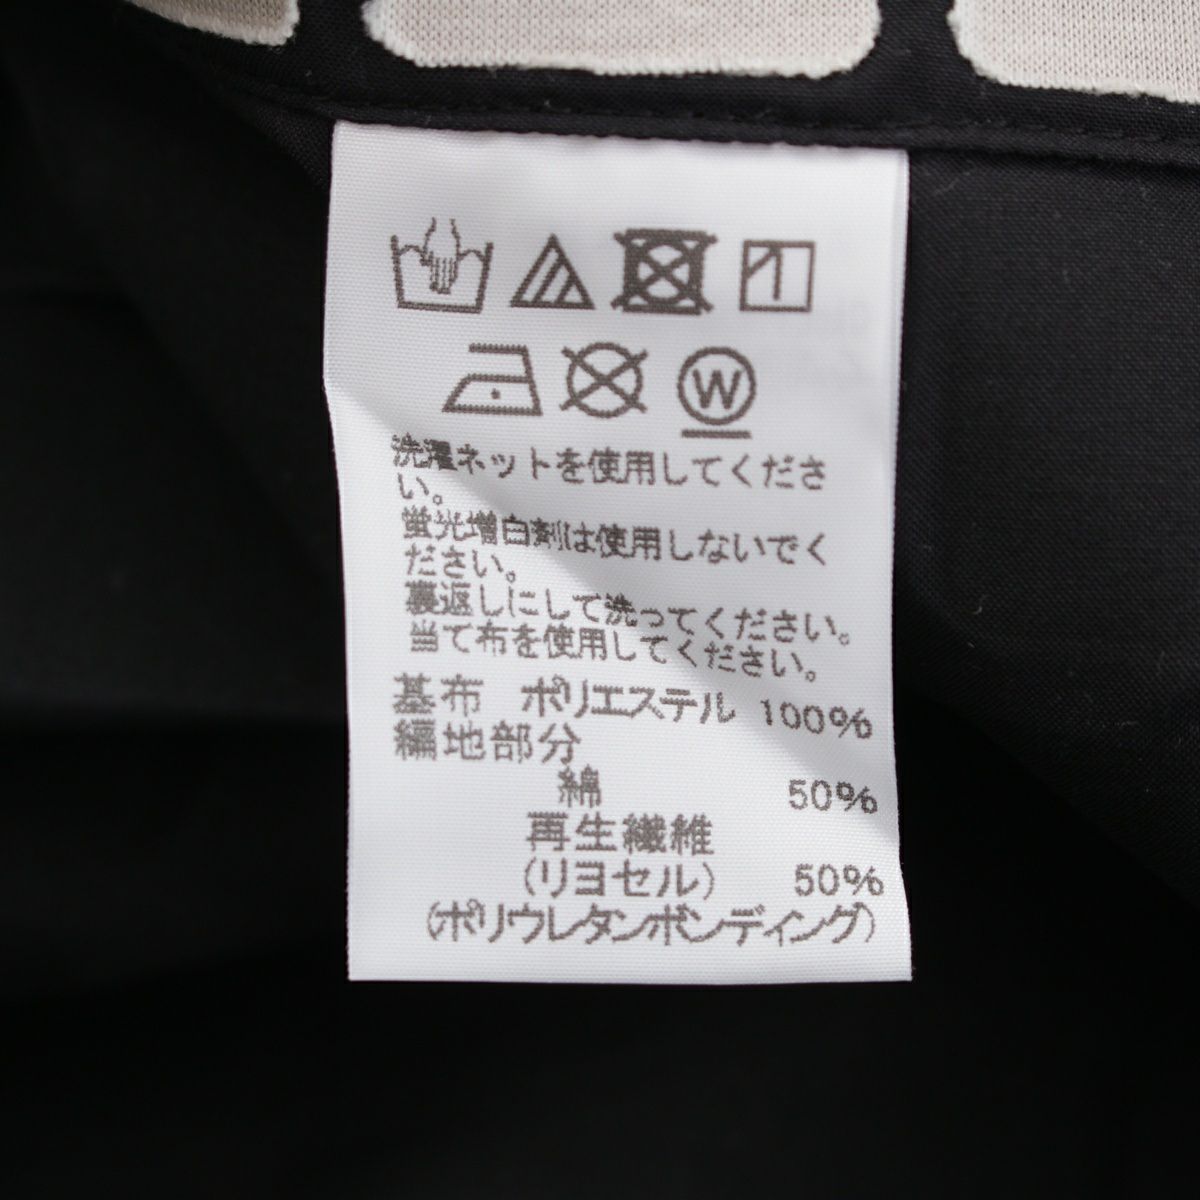 W
洗濯ネットを使用してくださ
い。
蛍光増白剤は使用しないでく
ださい。
裏返しにして洗ってください。
当て布を使用してください。
基布 ポリエステル 100%
編地部分
綿 50%
再生繊維
(リヨセル) 50%
(ポリウレタンボンディング)